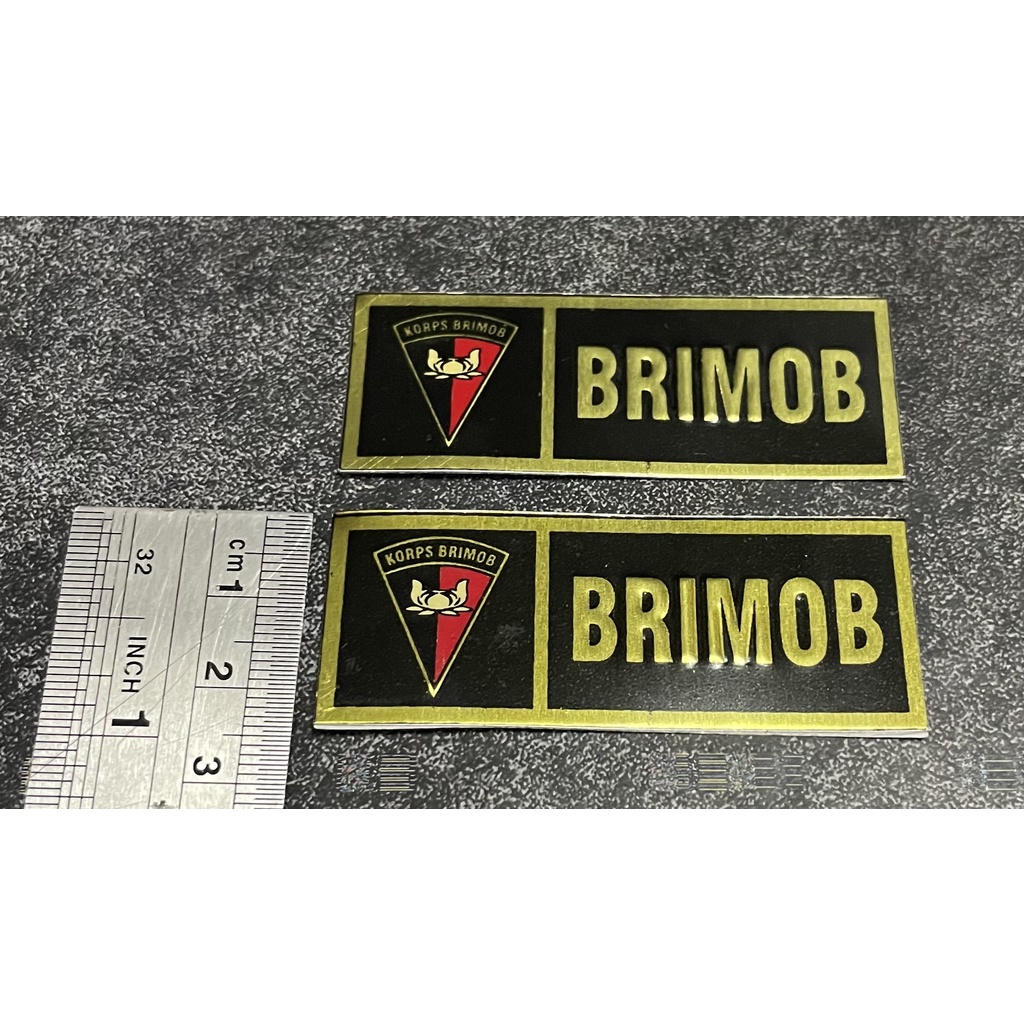 KORPS BRIMOB
BRIMOB
KORPS BRIMOB
BRIMOB
cm 1
32
2
INCH 1
3